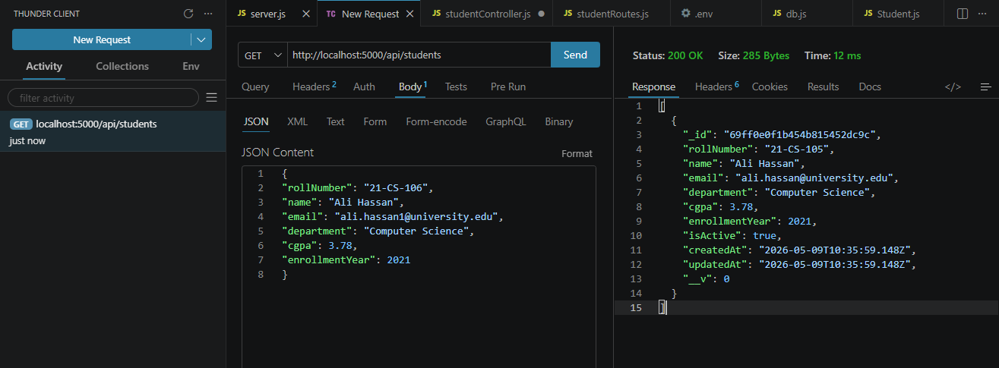 THUNDER CLIENT
New Request
Activity Collections Env
filter activity
GET localhost:5000/api/students
just now
JS server.js TC New Request JS studentController.js JS studentRoutes.js .env JS db.js JS Student.js
GET http://localhost:5000/api/students Send
Query Headers 2 Auth Body 1 Tests Pre Run
JSON XML Text Form Form-encode GraphQL Binary
JSON Content Format
1 {
2 "rollNumber": "21-CS-106",
3 "name": "Ali Hassan",
4 "email": "ali.hassan1@university.edu",
5 "department": "Computer Science",
6 "cgpa": 3.78,
7 "enrollmentYear": 2021
8 }
Status: 200 OK Size: 285 Bytes Time: 12 ms
Response Headers 6 Cookies Results Docs </>
1 [
2 {
3 "_id": "69ff0e0f1b454b815452dc9c",
4 "rollNumber": "21-CS-105",
5 "name": "Ali Hassan",
6 "email": "ali.hassan@university.edu",
7 "department": "Computer Science",
8 "cgpa": 3.78,
9 "enrollmentYear": 2021,
10 "isActive": true,
11 "createdAt": "2026-05-09T10:35:59.148Z",
12 "updatedAt": "2026-05-09T10:35:59.148Z",
13 "__v": 0
14 }
15 ]